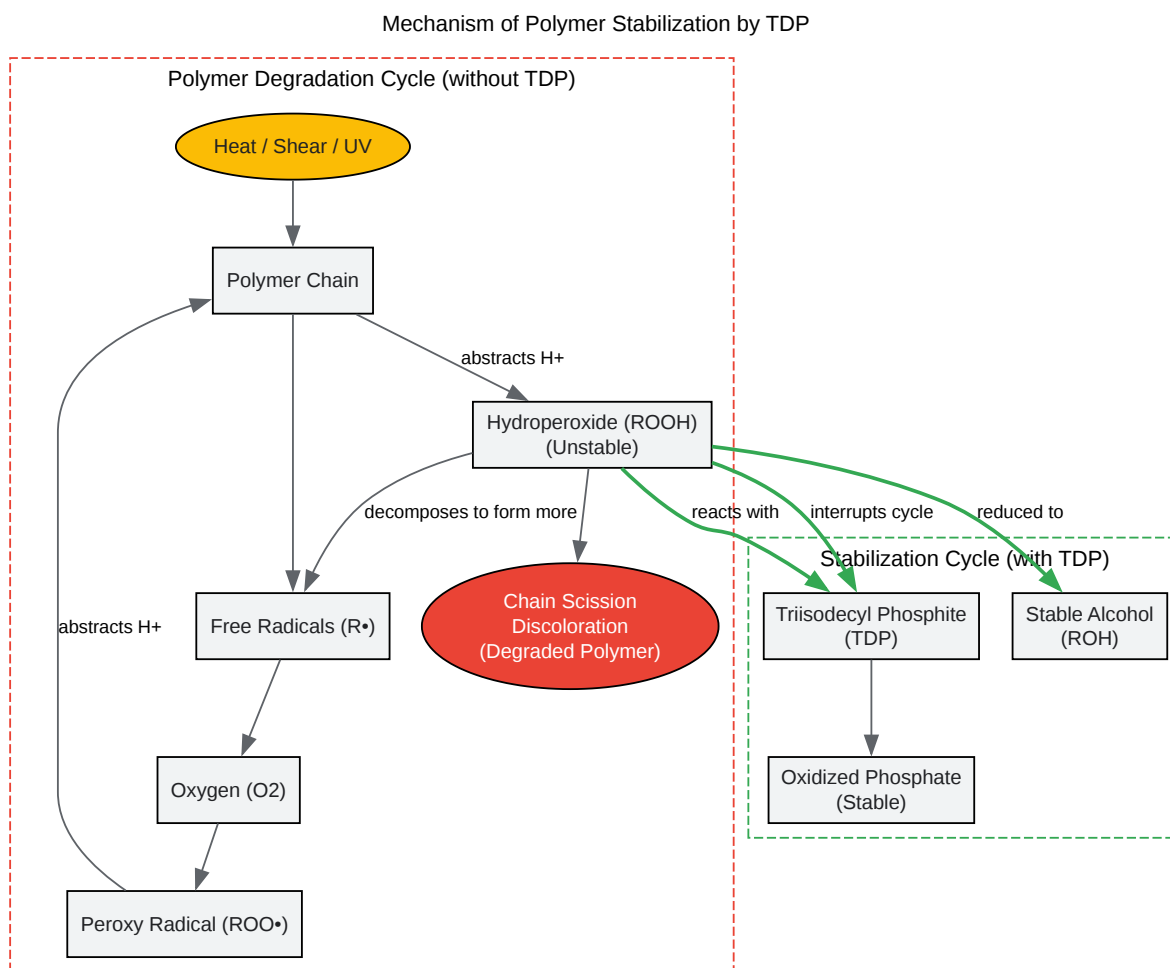 Mechanism of Polymer Stabilization by TDP
Polymer Degradation Cycle (without TDP)
Heat / Shear / UV
Polymer Chain
abstracts H+
Hydroperoxide (ROOH)
(Unstable)
decomposes to form more
reacts with
interrupts cycle
reduced to
Stabilization Cycle (with TDP)
Chain Scission
Discoloration
(Degraded Polymer)
Free Radicals (R•)
abstracts H+
Triisodecyl Phosphite
(TDP)
Stable Alcohol
(ROH)
Oxygen (O2)
Oxidized Phosphate
(Stable)
Peroxy Radical (ROO•)